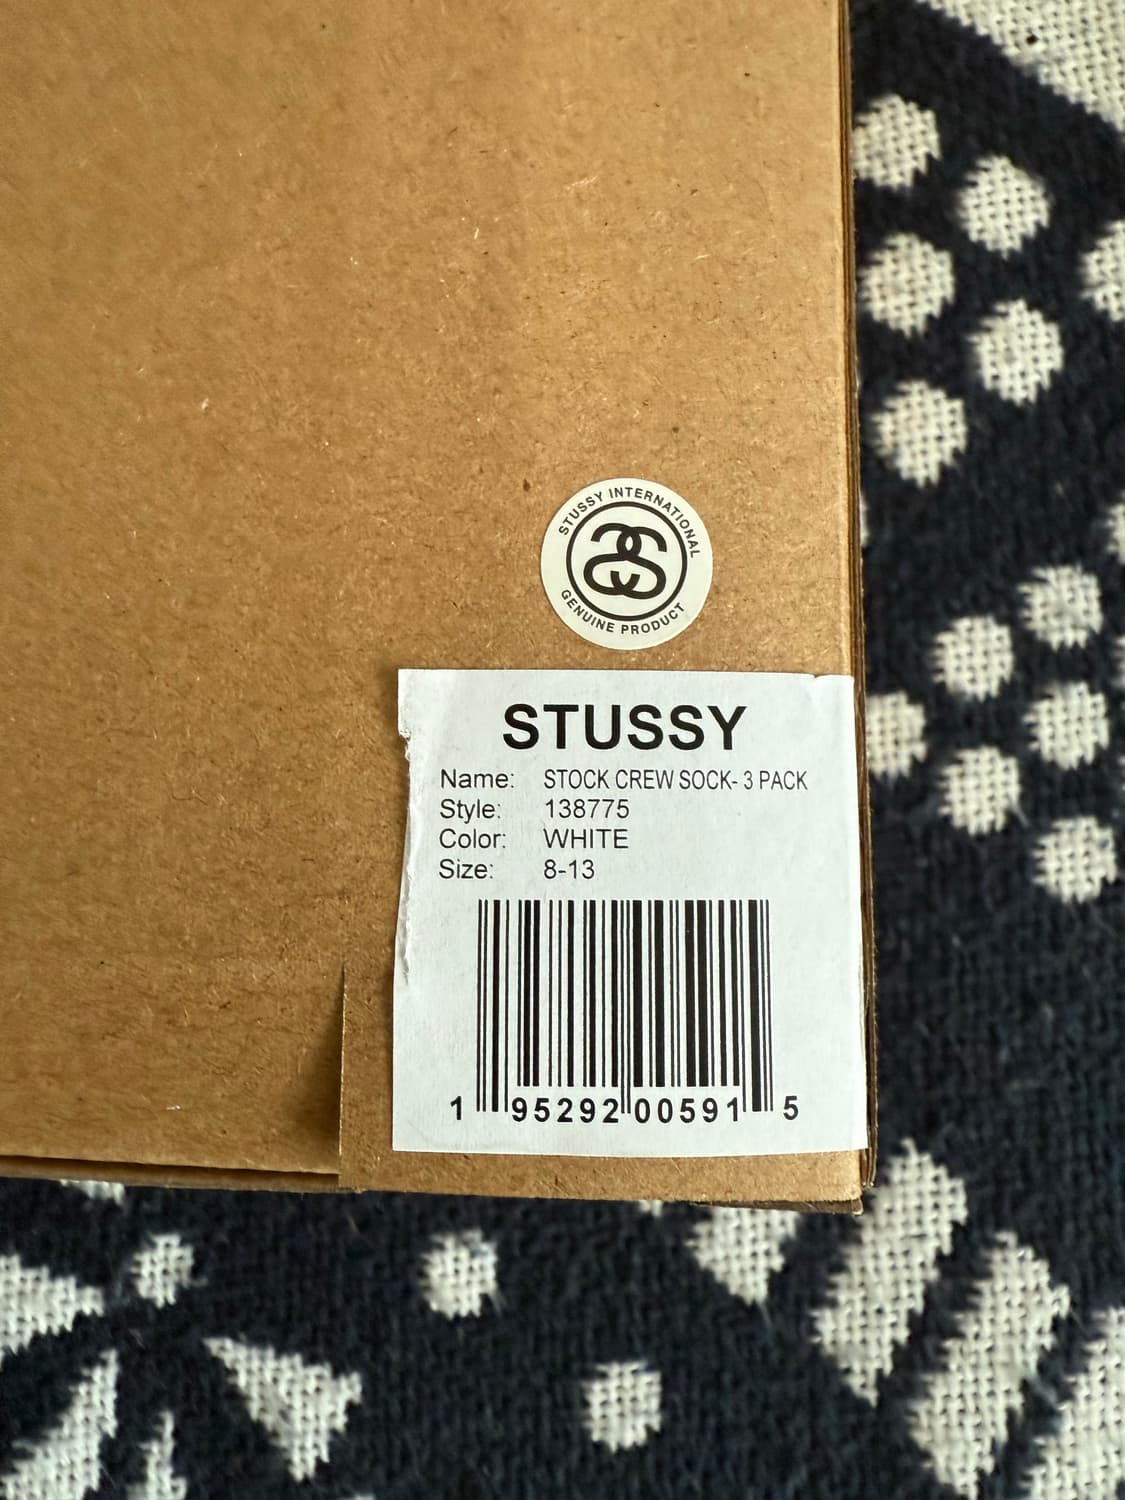 STUSSY INTERNATIONAL
GENUINE PRODUCT
STUSSY
Name: STOCK CREW SOCK- 3 PACK
Style: 138775
Color: WHITE
Size: 8-13
1 95292 00591 5